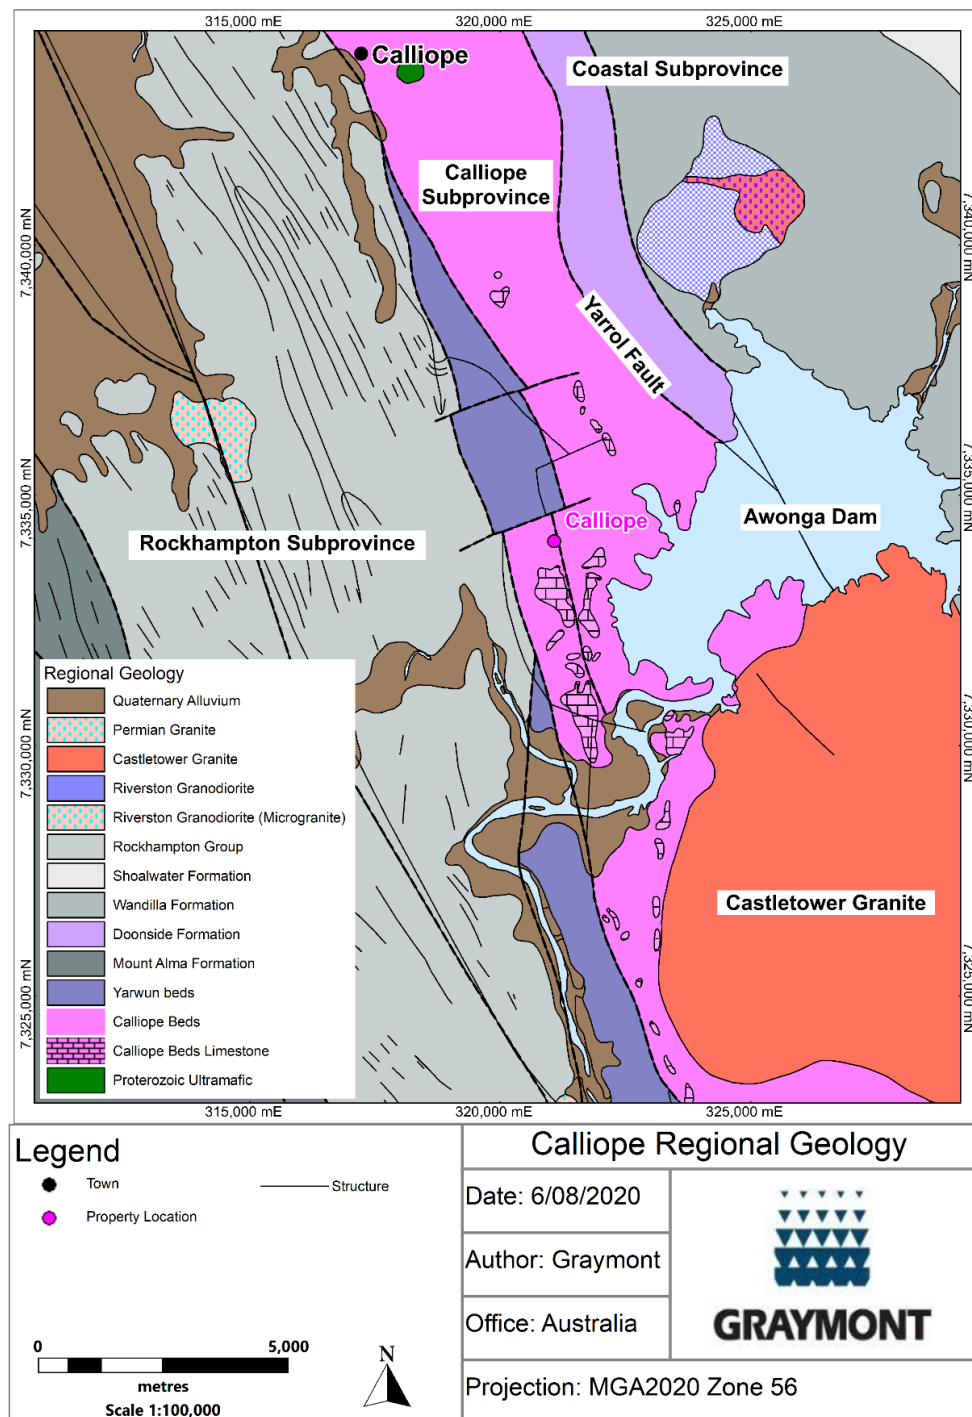 315,000 mE
320,000 mE
325,000 mE
Calliope
Coastal Subprovince
Calliope
Subprovince
7,340,000 mN
7,340,000 mN
Yarrol Fault
7,335,000 mN
7,335,000 mN
Calliope
Awonga Dam
Rockhampton Subprovince
Regional Geology
Quaternary Alluvium
Permian Granite
Castletower Granite
Riverston Granodiorite
Riverston Granodiorite (Microgranite)
Rockhampton Group
Shoalwater Formation
Wandilla Formation
Doonside Formation
Mount Alma Formation
Yarwun beds
Calliope Beds
Calliope Beds Limestone
Proterozoic Ultramafic
7,330,000 mN
7,330,000 mN
Castletower Granite
7,325,000 mN
7,325,000 mN
315,000 mE
320,000 mE
325,000 mE
Legend
Town
Structure
Property Location
0
5,000
metres
Scale 1:100,000
N
Calliope Regional Geology
Date: 6/08/2020
Author: Graymont
Office: Australia
GRAYMONT
Projection: MGA2020 Zone 56